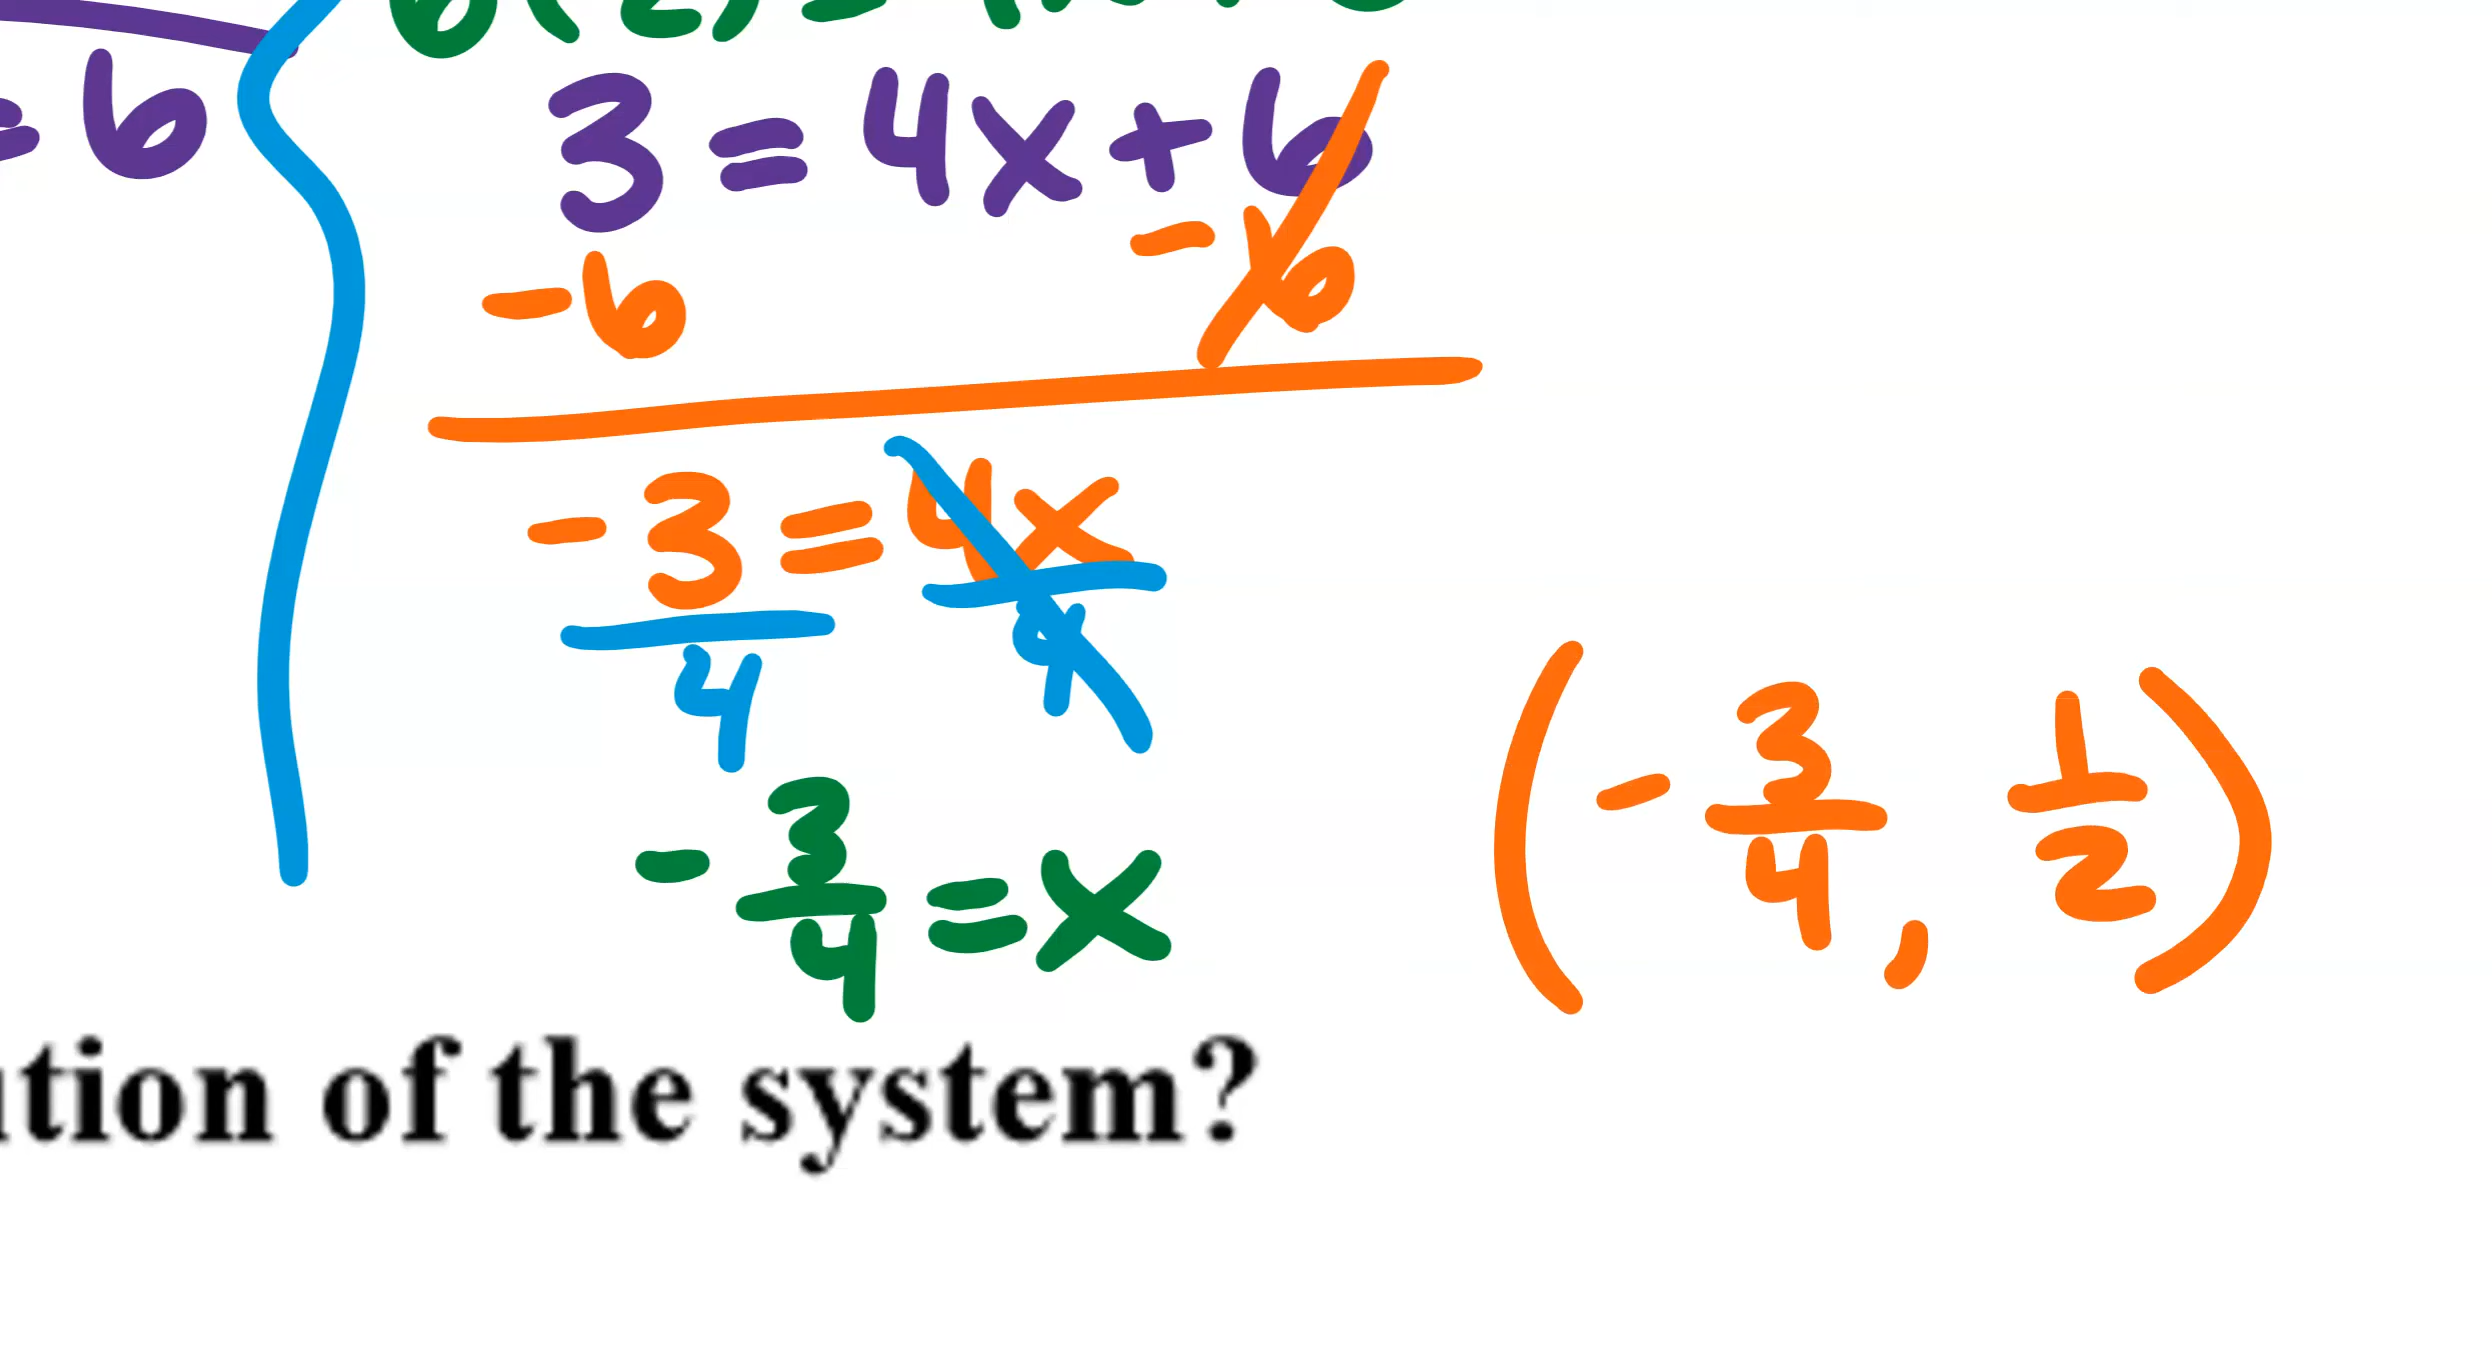 = 6
3 = 4x + 6
-6 -6
-3 = 4x
4 4
-3/4 = x
(-3/4, 1/2)
of the system?